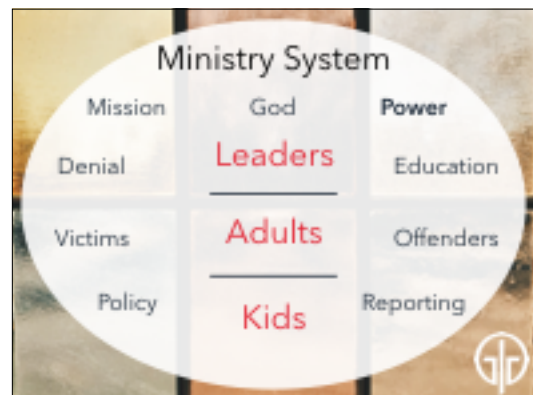 Ministry System
Mission God Power
Leaders
Denial Education
Adults
Victims Offenders
Policy Reporting
Kids